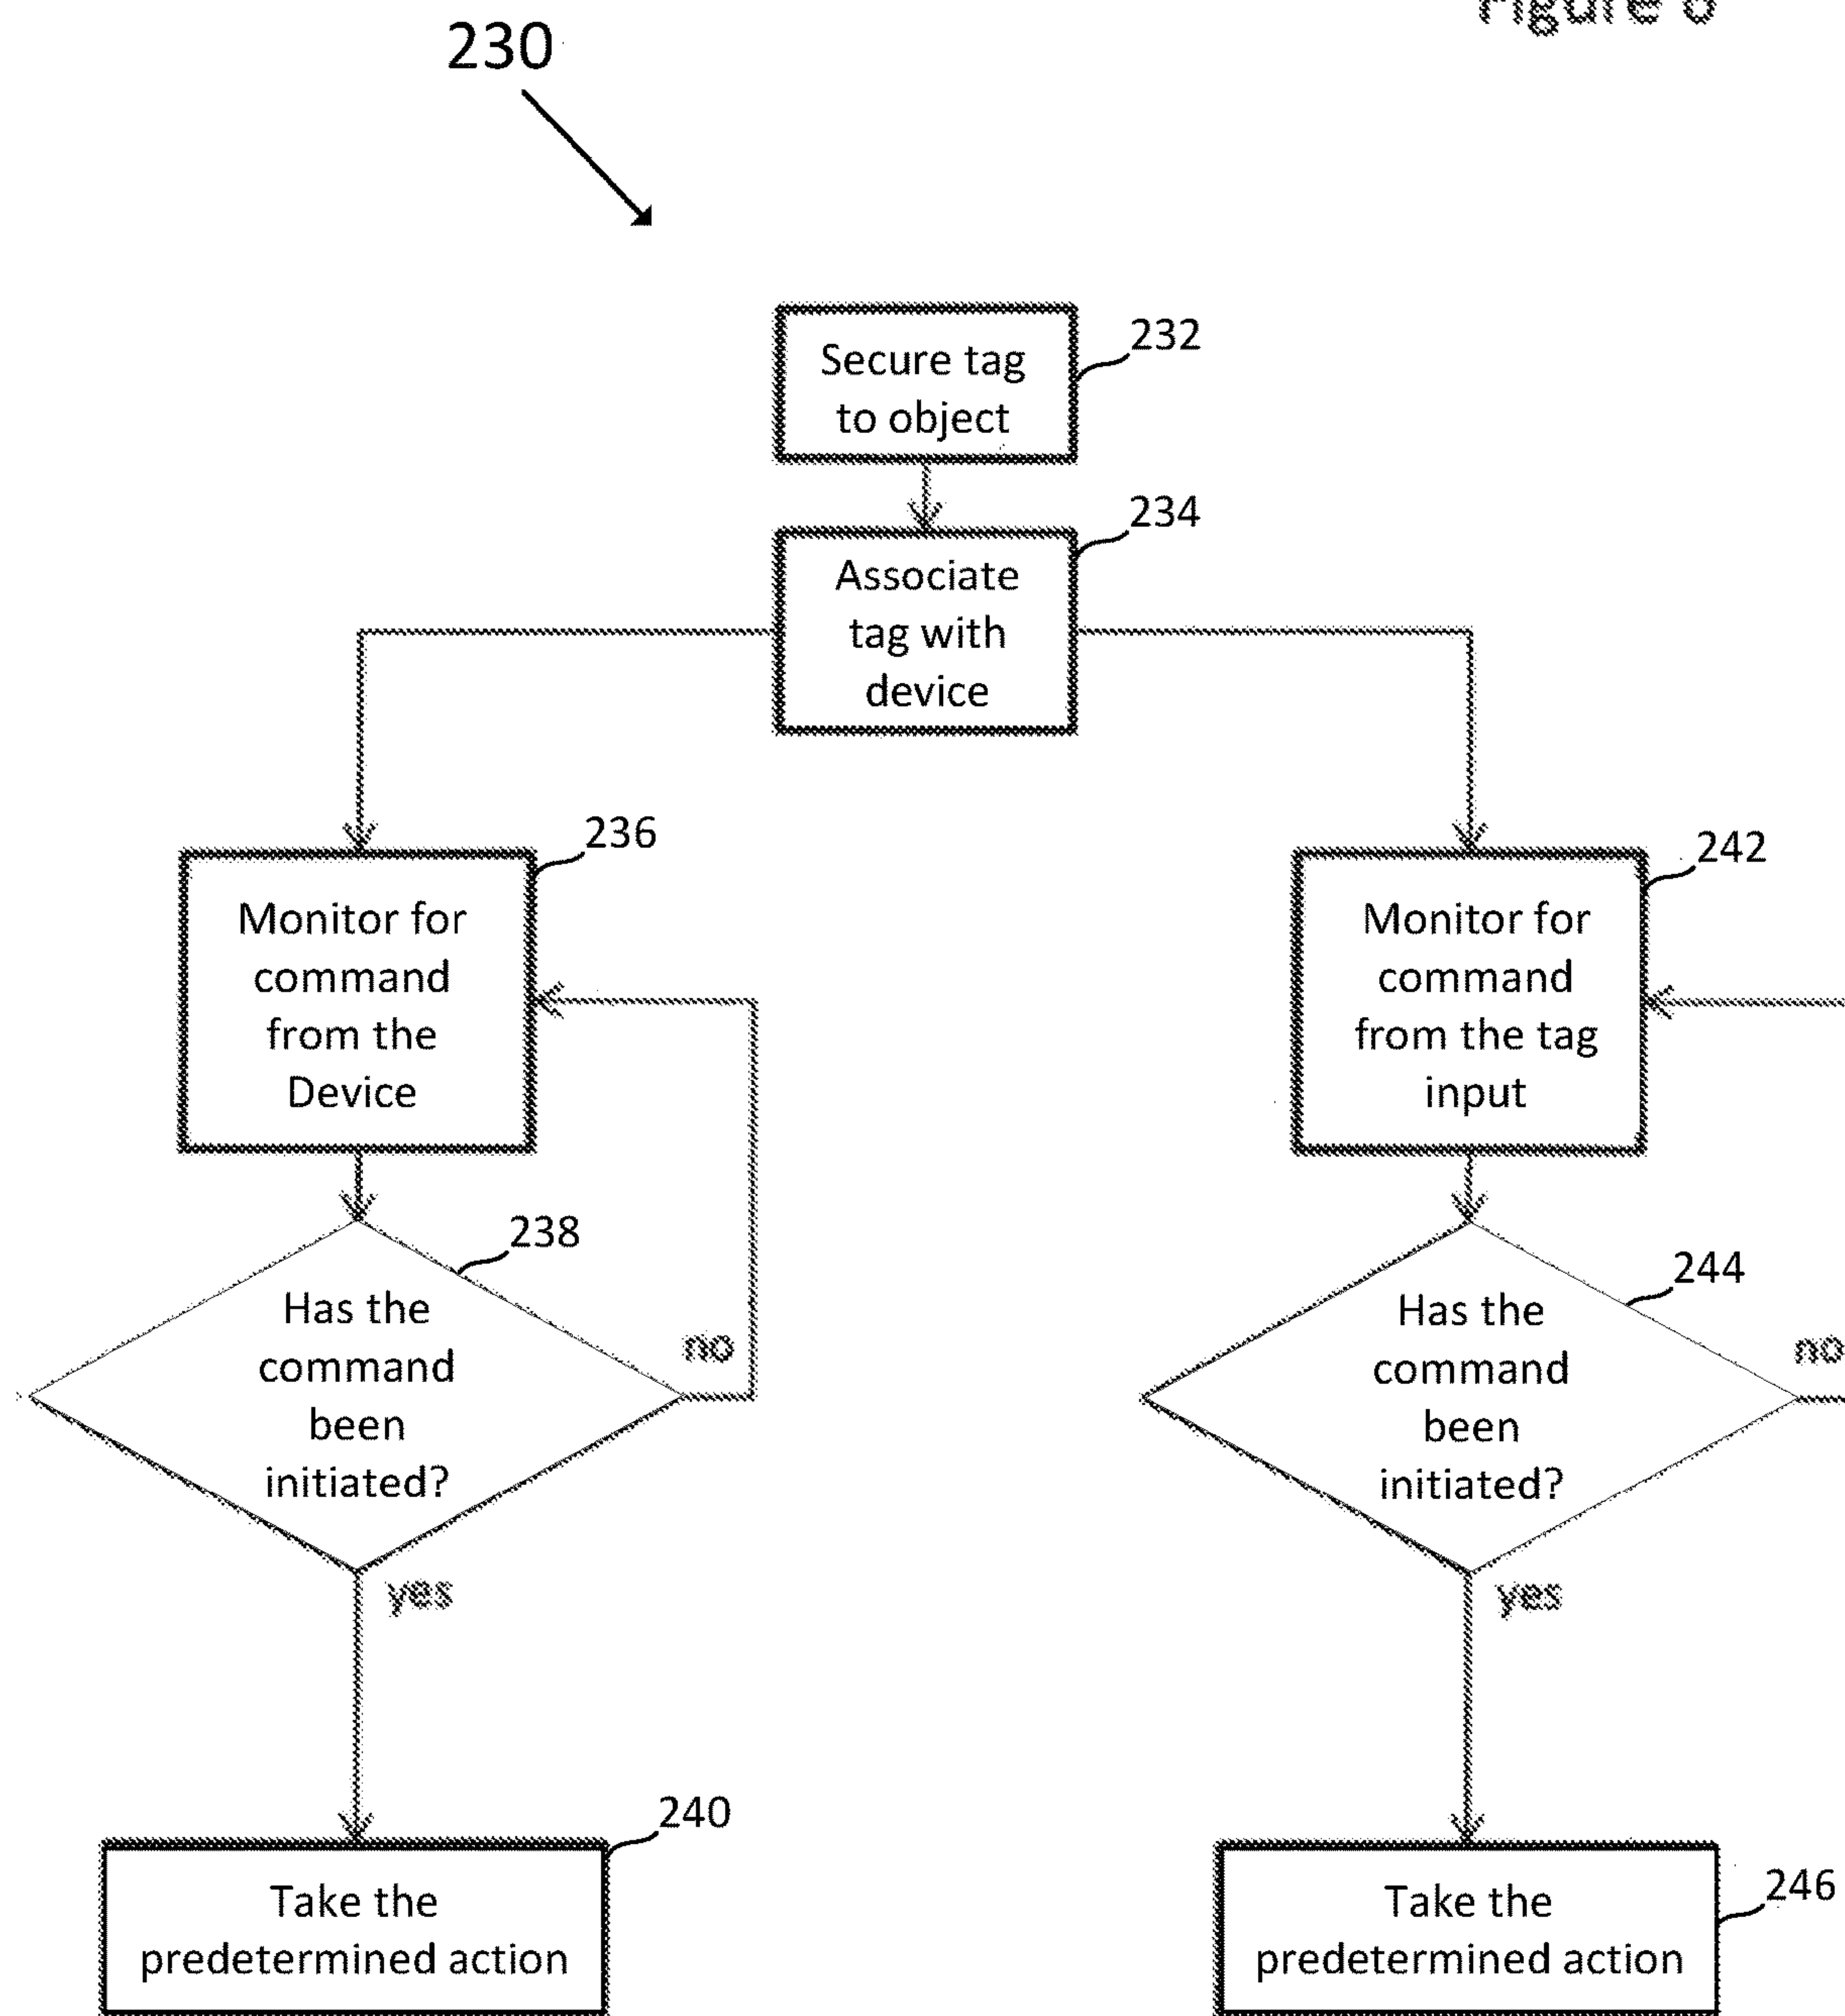 Figure
230
Secure tag
to object
232
Associate
tag with
device
234
Monitor for
command
from the
Device
236
Monitor for
command
from the tag
input
242
Has the
command
been
initiated?
238
no
yes
Has the
command
been
initiated?
244
no
yes
Take the
predetermined action
240
Take the
predetermined action
246